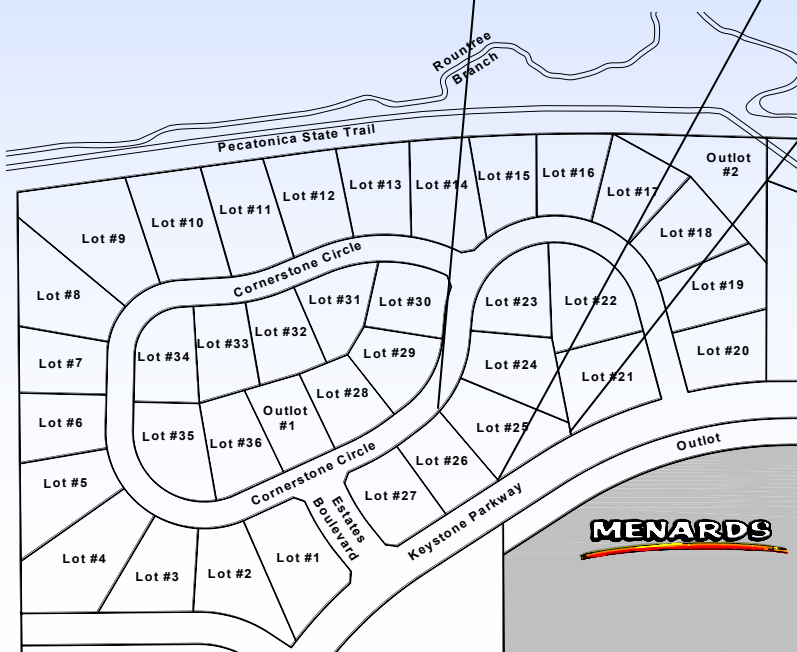 Rountree
Branch
Pecatonica State Trail
Outlot
#2
Lot #9
Lot #10
Lot #11
Lot #12
Lot #13
Lot #14
Lot #15
Lot #16
Lot #17
Lot #18
Lot #19
Lot #20
Lot #8
Lot #7
Lot #6
Lot #5
Lot #4
Lot #3
Lot #2
Lot #1
Cornerstone Circle
Lot #34
Lot #33
Lot #32
Lot #31
Lot #30
Lot #29
Lot #28
Outlot
#1
Lot #36
Lot #35
Lot #23
Lot #22
Lot #24
Lot #21
Lot #25
Lot #26
Lot #27
Cornerstone Circle
Estates
Boulevard
Keystone Parkway
Outlot
MENARDS